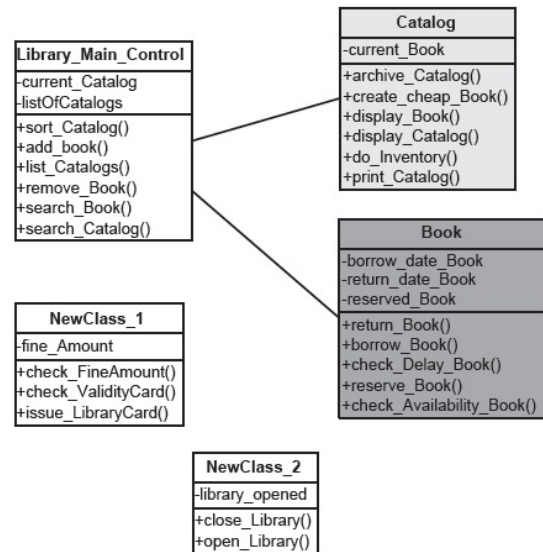 Library_Main_Control
-current_Catalog
-listOfCatalogs
+sort_Catalog()
+add_book()
+list_Catalogs()
+remove_Book()
+search_Book()
+search_Catalog()
Catalog
-current_Book
+archive_Catalog()
+create_cheap_Book()
+display_Book()
+display_Catalog()
+do_Inventory()
+print_Catalog()
Book
-borrow_date_Book
-return_date_Book
-reserved_Book
+return_Book()
+borrow_Book()
+check_Delay_Book()
+reserve_Book()
+check_Availability_Book()
NewClass_1
-fine_Amount
+check_FineAmount()
+check_ValidityCard()
+issue_LibraryCard()
NewClass_2
-library_opened
+close_Library()
+open_Library()